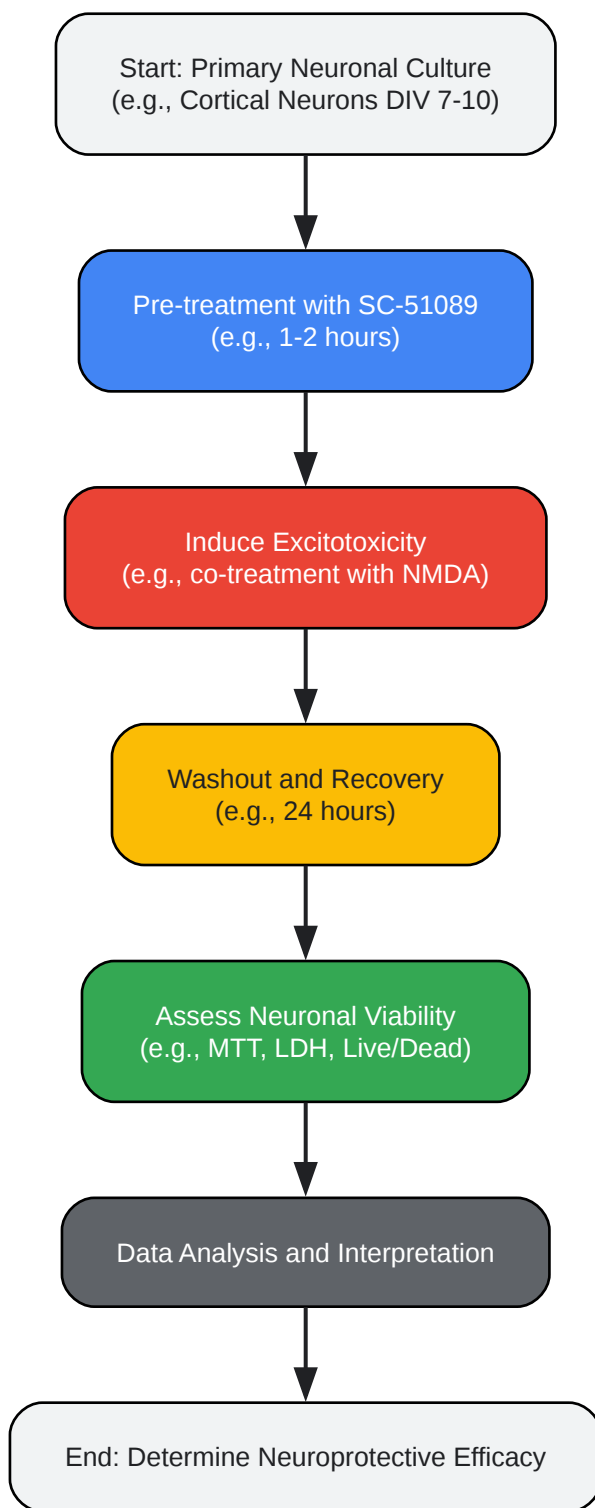 Start: Primary Neuronal Culture
(e.g., Cortical Neurons DIV 7-10)
Pre-treatment with SC-51089
(e.g., 1-2 hours)
Induce Excitotoxicity
(e.g., co-treatment with NMDA)
Washout and Recovery
(e.g., 24 hours)
Assess Neuronal Viability
(e.g., MTT, LDH, Live/Dead)
Data Analysis and Interpretation
End: Determine Neuroprotective Efficacy